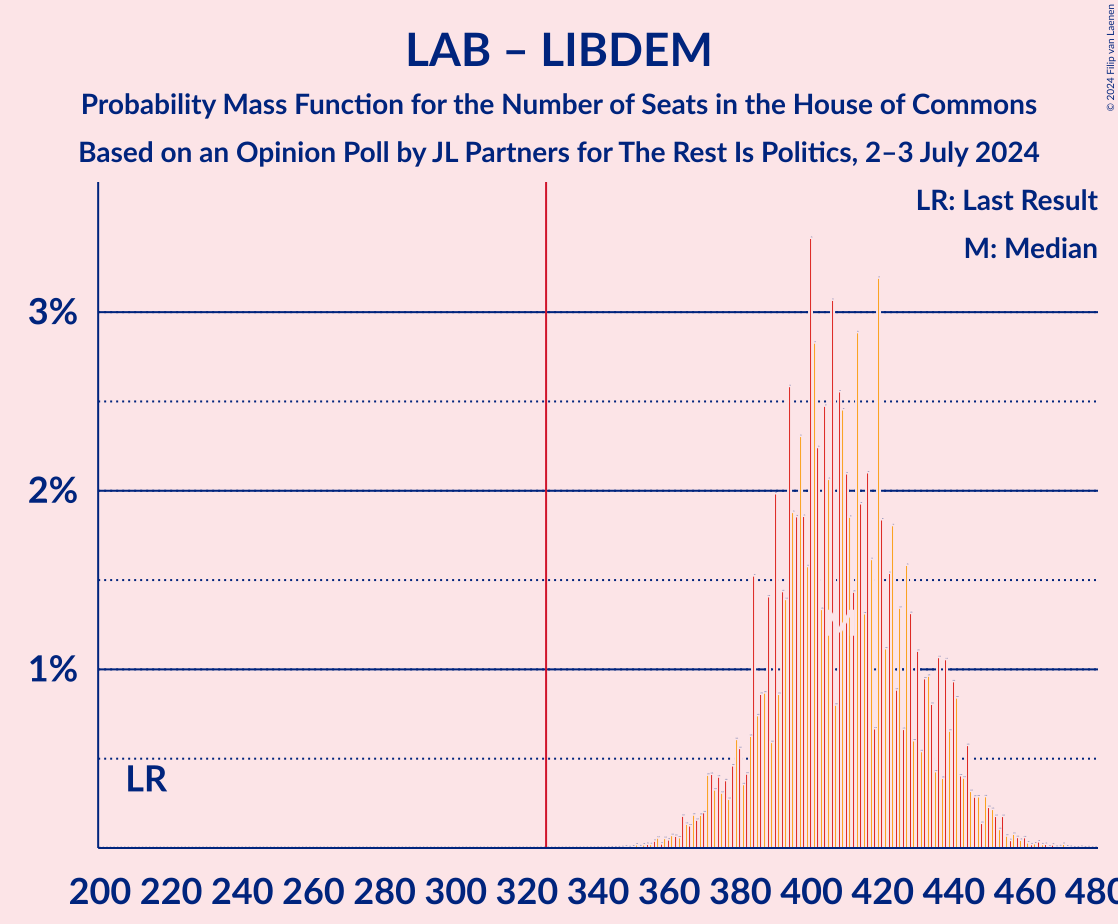 LAB – LIBDEM
Probability Mass Function for the Number of Seats in the House of Commons
Based on an Opinion Poll by JL Partners for The Rest Is Politics, 2–3 July 2024
© 2024 Filip van Laenen
LR: Last Result
M: Median
3%
2%
1%
LR
200 220 240 260 280 300 320 340 360 380 400 420 440 460 480